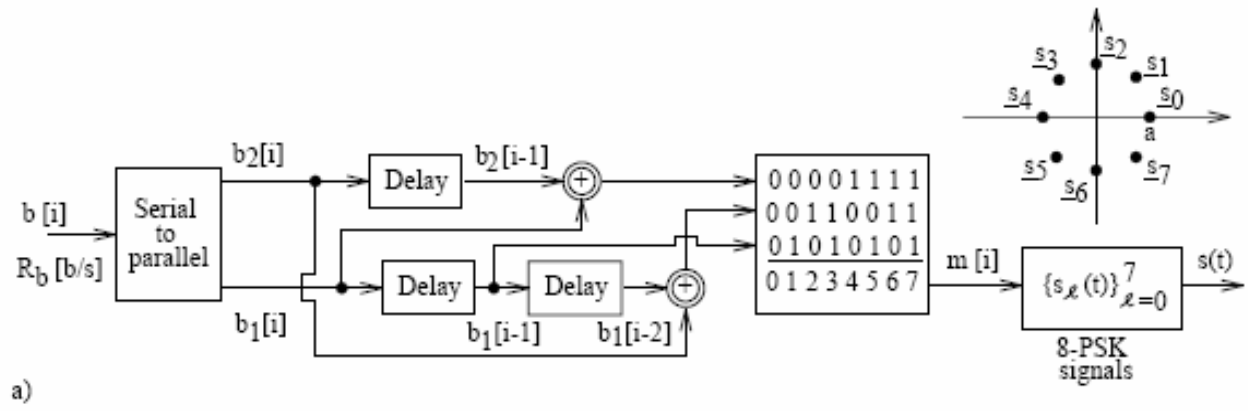 s2
s3
s1
s4
s0
a
s5
s6
s7
b [i]
R_b [b/s]
Serial
to
parallel
b2[i]
b1[i]
Delay
b2[i-1]
+
Delay
b1[i-1]
Delay
b1[i-2]
+
0 0 0 0 1 1 1 1
0 0 1 1 0 0 1 1
0 1 0 1 0 1 0 1
0 1 2 3 4 5 6 7
m [i]
{s_ℓ(t)}^7_ℓ=0
s(t)
8-PSK
signals
a)